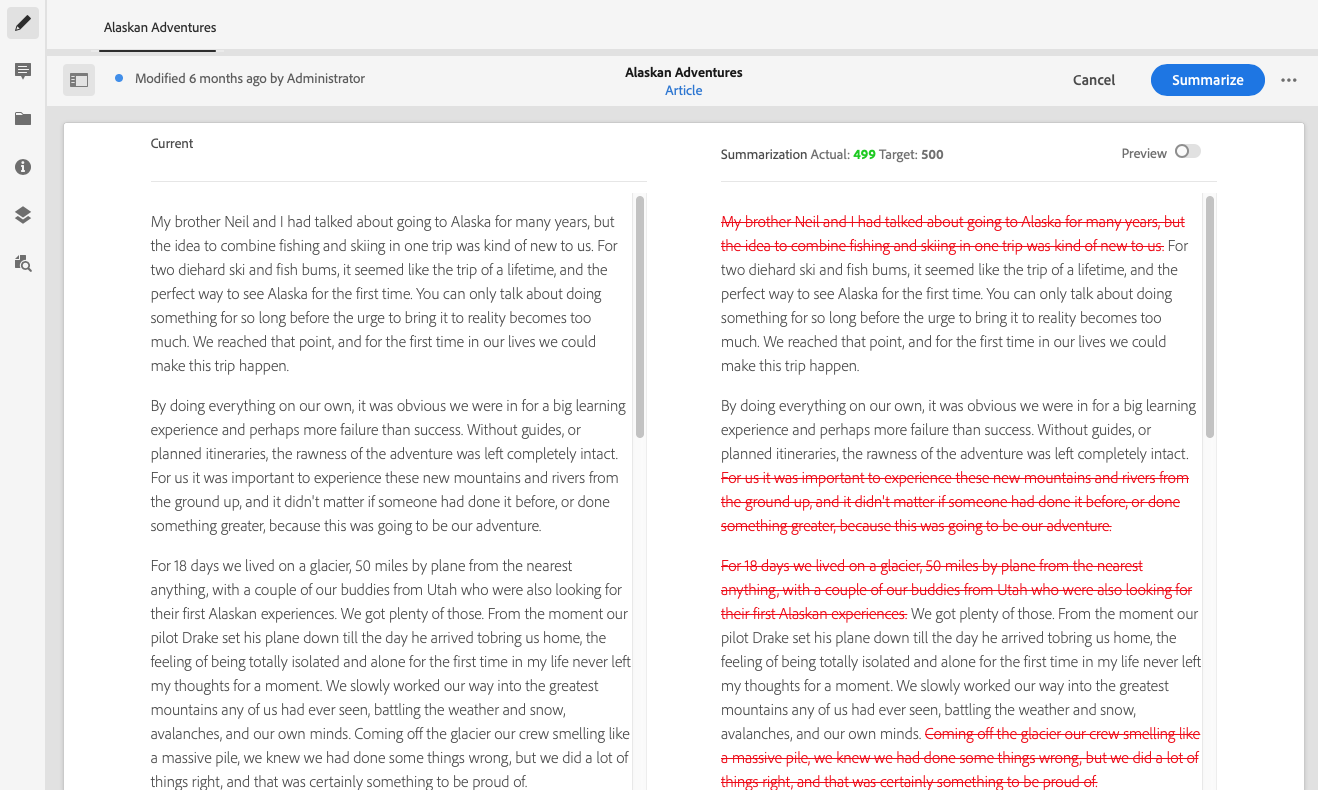 Alaskan Adventures
Modified 6 months ago by Administrator
Alaskan Adventures
Article
Cancel
Summarize
Current
My brother Neil and I had talked about going to Alaska for many years, but
the idea to combine fishing and skiing in one trip was kind of new to us. For
two diehard ski and fish bums, it seemed like the trip of a lifetime, and the
perfect way to see Alaska for the first time. You can only talk about doing
something for so long before the urge to bring it to reality becomes too
much. We reached that point, and for the first time in our lives we could
make this trip happen.
By doing everything on our own, it was obvious we were in for a big learning
experience and perhaps more failure than success. Without guides, or
planned itineraries, the rawness of the adventure was left completely intact.
For us it was important to experience these new mountains and rivers from
the ground up, and it didn't matter if someone had done it before, or done
something greater, because this was going to be our adventure.
For 18 days we lived on a glacier, 50 miles by plane from the nearest
anything, with a couple of our buddies from Utah who were also looking for
their first Alaskan experiences. We got plenty of those. From the moment our
pilot Drake set his plane down till the day he arrived tobring us home, the
feeling of being totally isolated and alone for the first time in my life never left
my thoughts for a moment. We slowly worked our way into the greatest
mountains any of us had ever seen, battling the weather and snow,
avalanches, and our own minds. Coming off the glacier our crew smelling like
a massive pile, we knew we had done some things wrong, but we did a lot of
things right, and that was certainly something to be proud of.
Summarization Actual: 499 Target: 500
Preview
My brother Neil and I had talked about going to Alaska for many years, but
the idea to combine fishing and skiing in one trip was kind of new to us. For
two diehard ski and fish bums, it seemed like the trip of a lifetime, and the
perfect way to see Alaska for the first time. You can only talk about doing
something for so long before the urge to bring it to reality becomes too
much. We reached that point, and for the first time in our lives we could
make this trip happen.
By doing everything on our own, it was obvious we were in for a big learning
experience and perhaps more failure than success. Without guides, or
planned itineraries, the rawness of the adventure was left completely intact.
For us it was important to experience these new mountains and rivers from
the ground up, and it didn't matter if someone had done it before, or done
something greater, because this was going to be our adventure.
For 18 days we lived on a glacier, 50 miles by plane from the nearest
anything, with a couple of our buddies from Utah who were also looking for
their first Alaskan experiences. We got plenty of those. From the moment our
pilot Drake set his plane down till the day he arrived tobring us home, the
feeling of being totally isolated and alone for the first time in my life never left
my thoughts for a moment. We slowly worked our way into the greatest
mountains any of us had ever seen, battling the weather and snow,
avalanches, and our own minds. Coming off the glacier our crew smelling like
a massive pile, we knew we had done some things wrong, but we did a lot of
things right, and that was certainly something to be proud of.